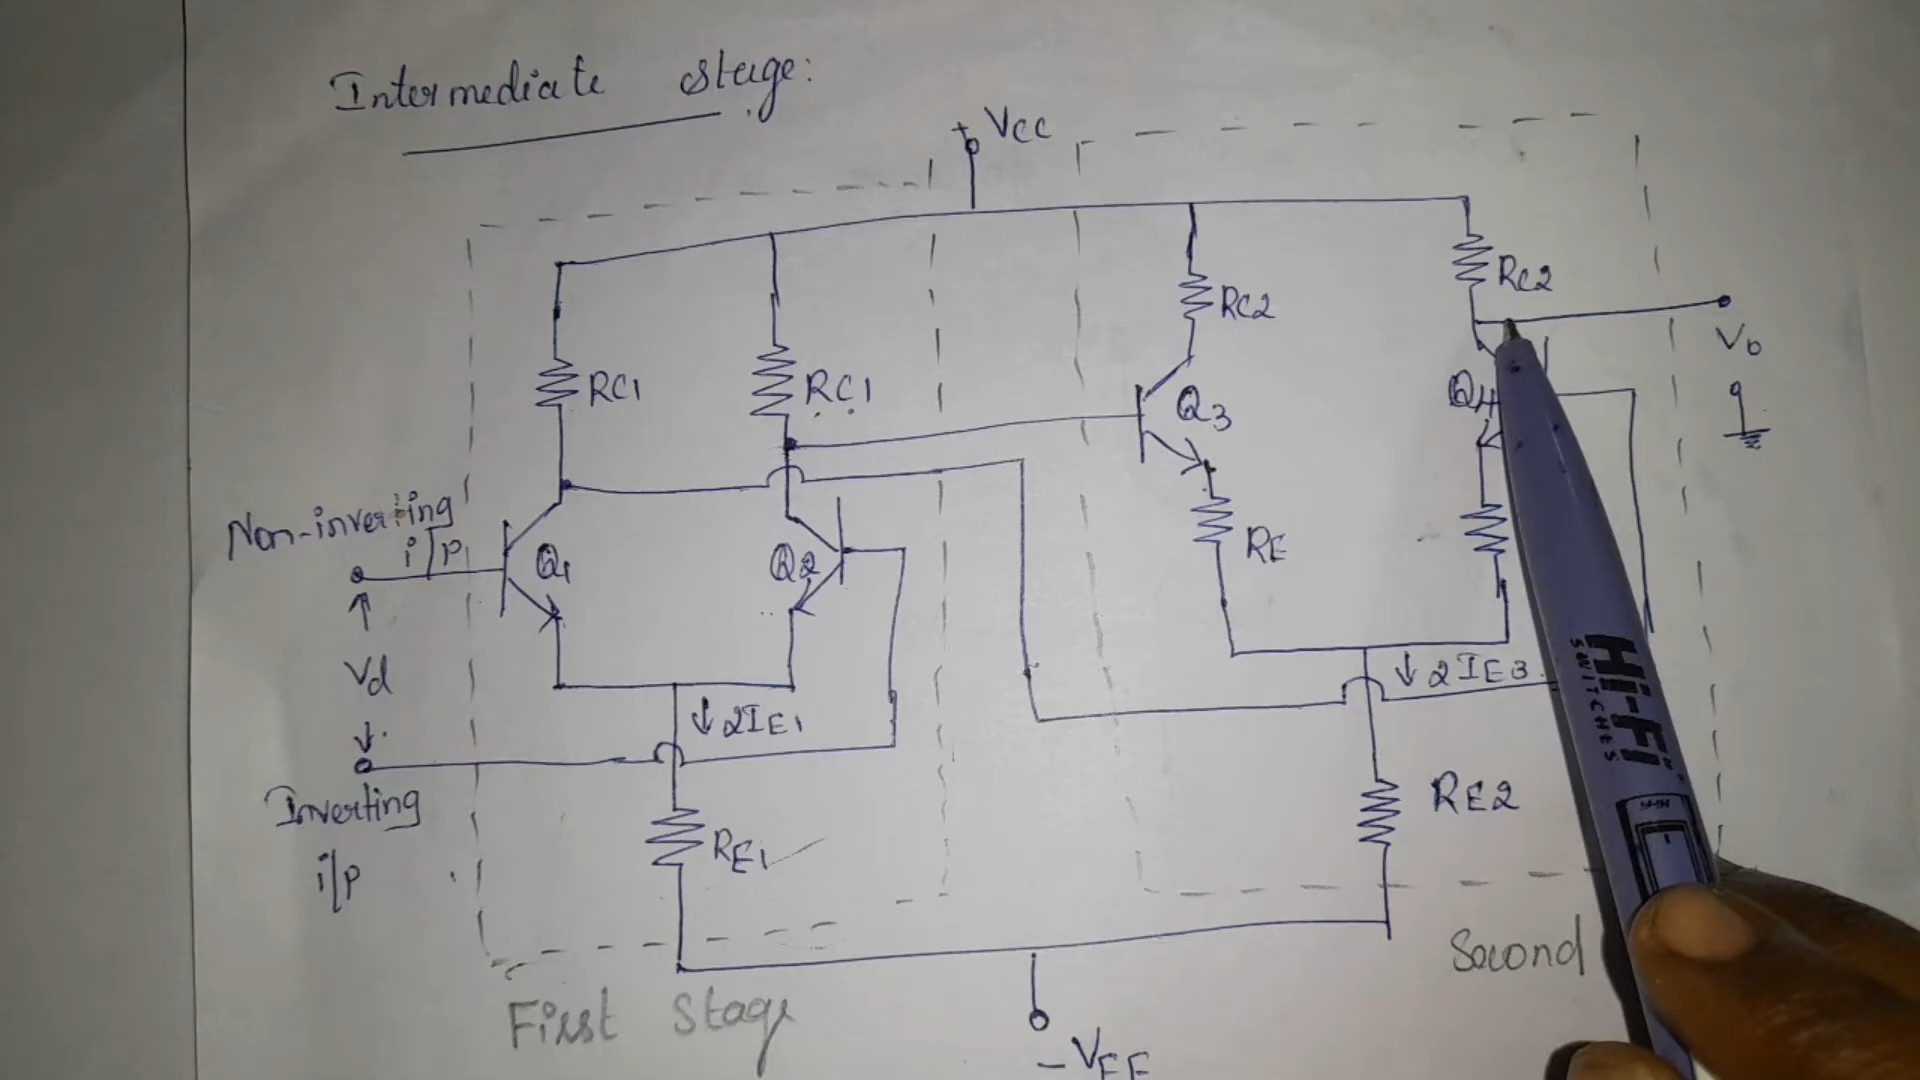 Intermediate stage:
+ VCC
RC1
RC1
RC2
RC2
Vo
Non-inverting
i/p
Q1
Q2
Q3
Q4
RE
Vd
↓ 2IE1
↓ 2IE3
Inverting
i/p
RE1
RE2
First Stage
Second
- VEE
Hi-Fi
SWITCHES